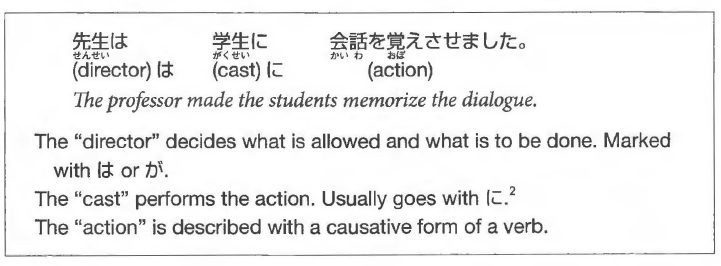 先生は 学生に 会話を覚えさせました。
せんせい がくせい かいわ おぼ
(director) は (cast) に (action)
The professor made the students memorize the dialogue.
The “director” decides what is allowed and what is to be done. Marked
with は or が.
The “cast” performs the action. Usually goes with に.2
The “action” is described with a causative form of a verb.